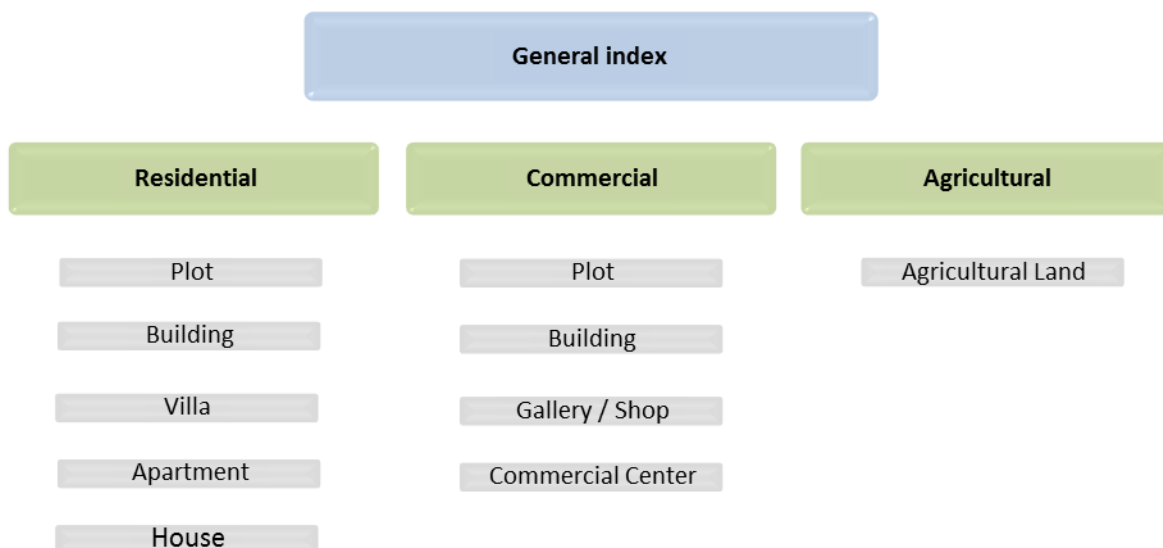 General index
Residential
Commercial
Agricultural
Plot
Plot
Agricultural Land
Building
Building
Villa
Gallery / Shop
Apartment
Commercial Center
House